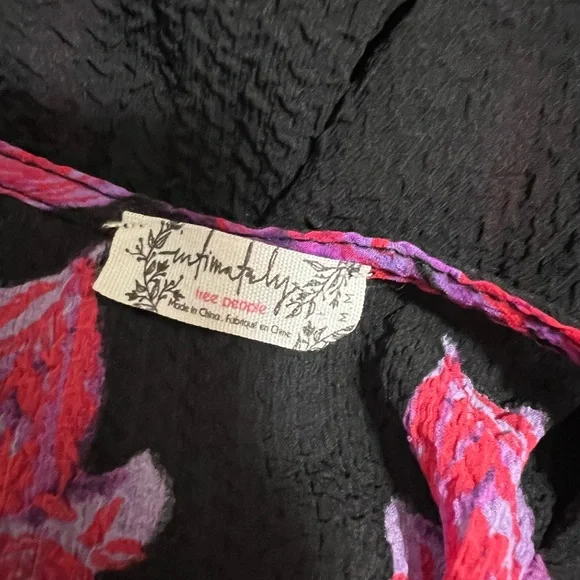 intimately
free people
Made in China . Fabriqué en Chine